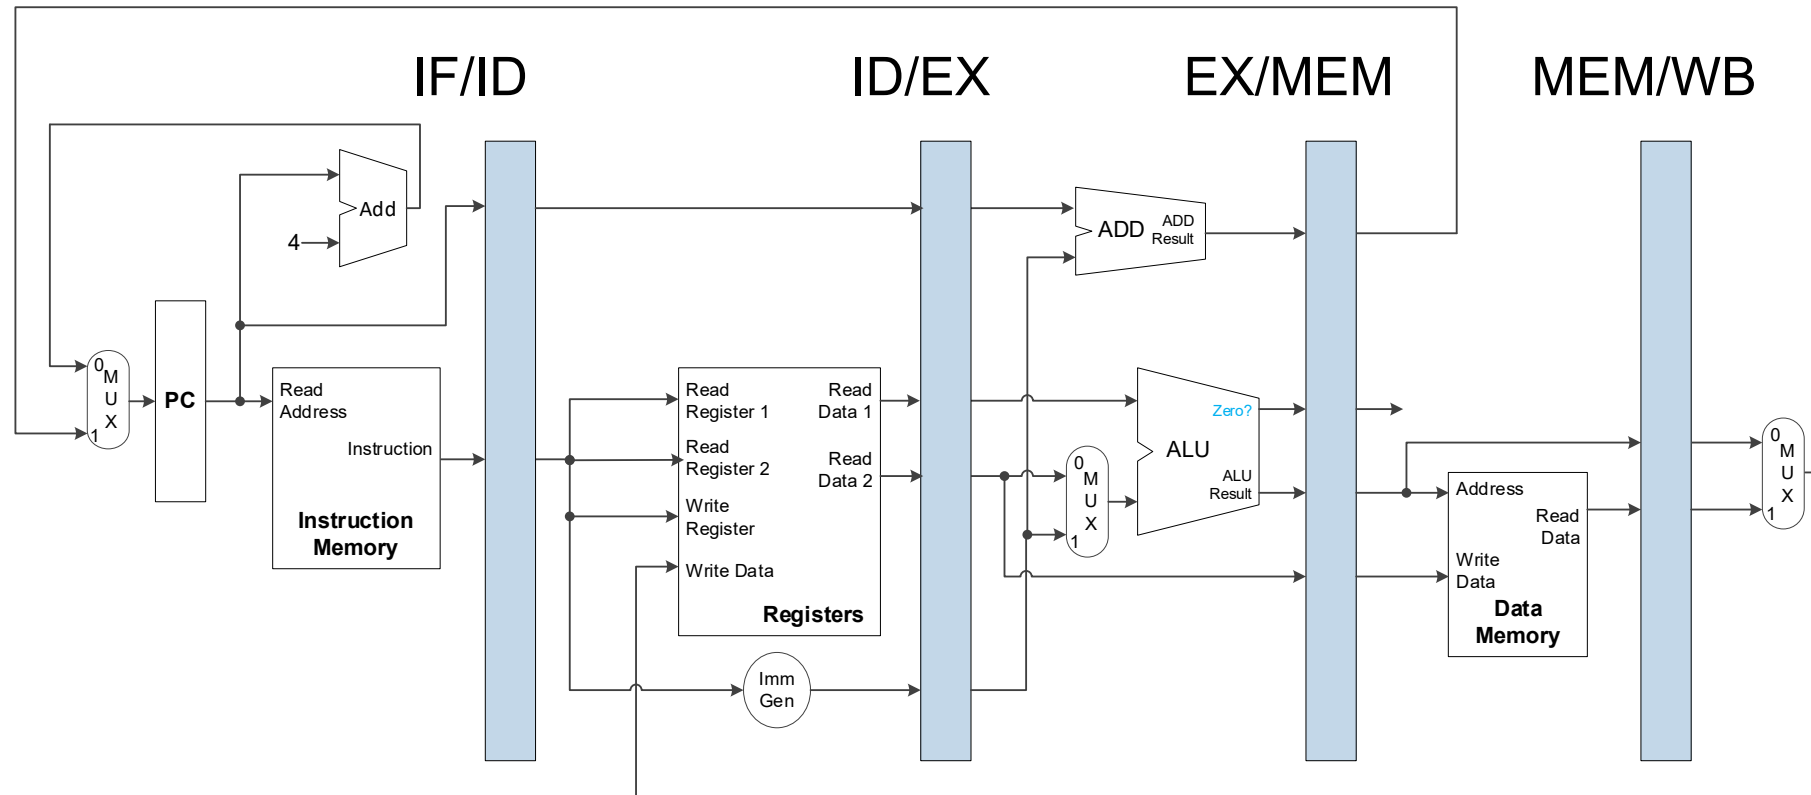 IF/ID
ID/EX
EX/MEM
MEM/WB
Add
4
ADD
ADD
Result
0
M
U
X
1
PC
Read
Address
Instruction
Instruction
Memory
Read
Register 1
Read
Register 2
Write
Register
Write Data
Read
Data 1
Read
Data 2
Registers
Imm
Gen
0
M
U
X
1
Zero?
ALU
ALU
Result
Address
Read
Data
Write
Data
Data
Memory
0
M
U
X
1